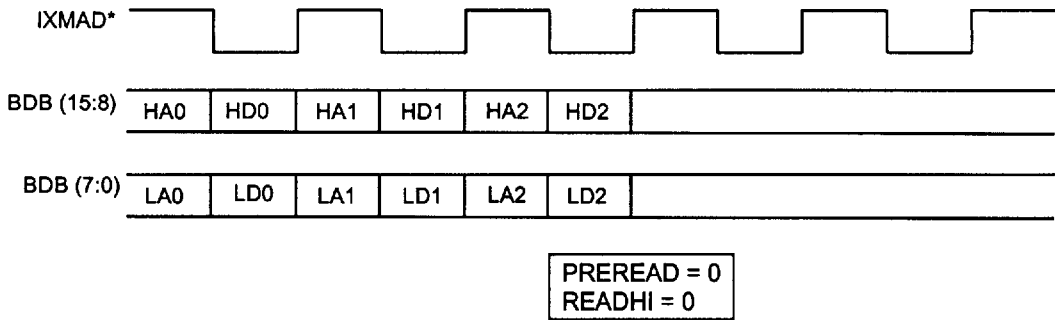 IXMAD*
BDB (15:8) HA0 HD0 HA1 HD1 HA2 HD2
BDB (7:0) LA0 LD0 LA1 LD1 LA2 LD2
PREREAD = 0
READHI = 0